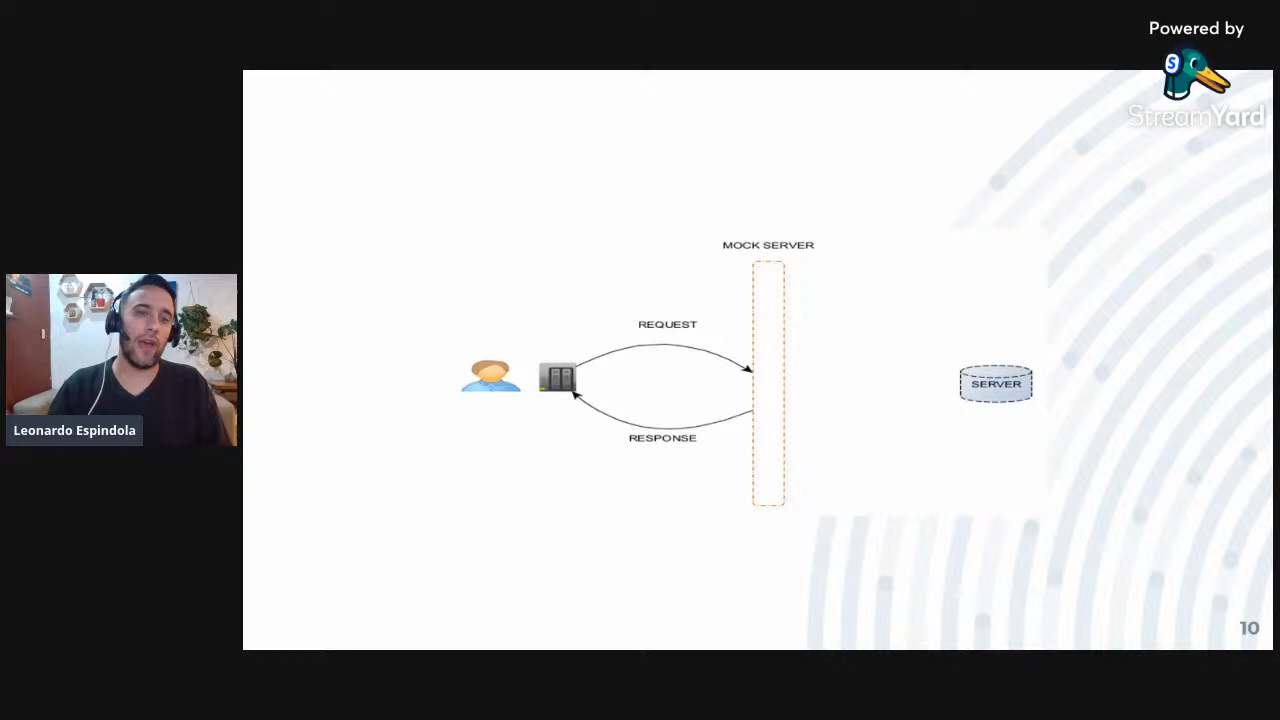 Powered by
S
StreamYard
MOCK SERVER
REQUEST
SERVER
RESPONSE
Leonardo Espindola
10